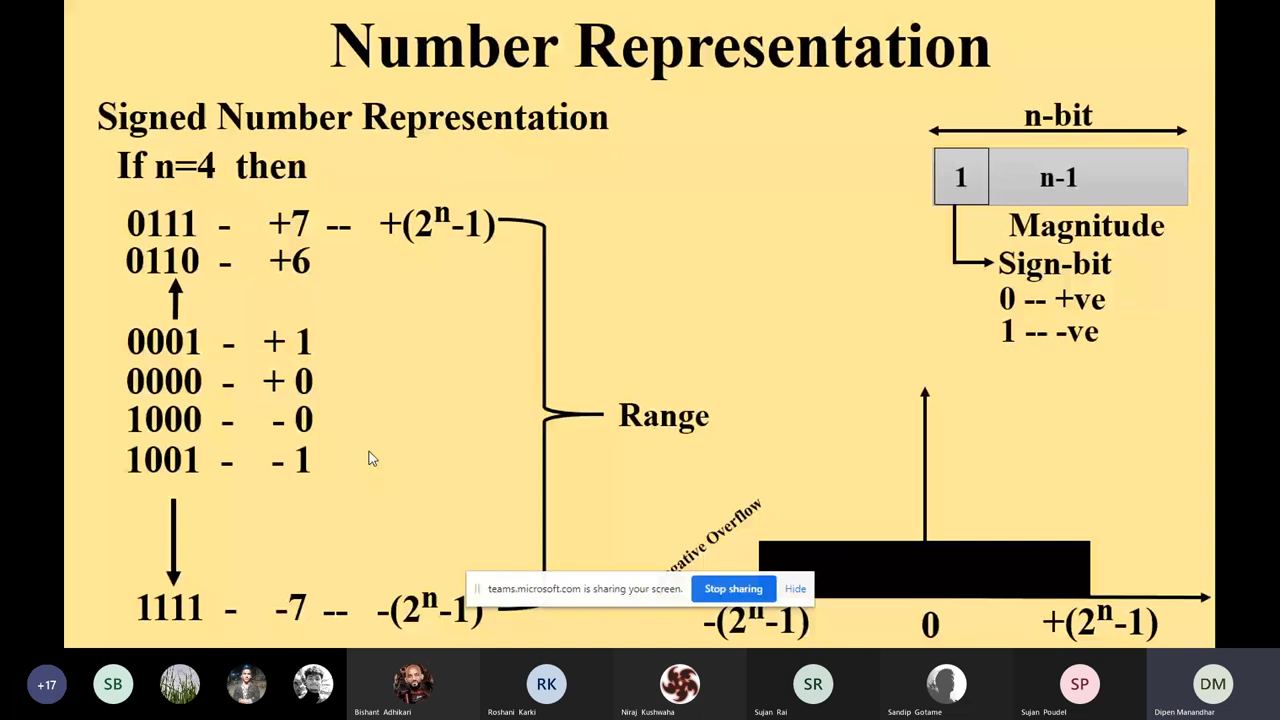 Number Representation
Signed Number Representation
If n=4 then
0111 - +7 -- +(2ⁿ-1)
0110 - +6
0001 - + 1
0000 - + 0
1000 - - 0
1001 - - 1
1111 - -7 -- -(2ⁿ-1)
Range
n-bit
1 n-1
Magnitude
Sign-bit
0 -- +ve
1 -- -ve
Overflow
-(2ⁿ-1) 0 +(2ⁿ-1)
teams.microsoft.com is sharing your screen. Stop sharing Hide
+17 SB RK SR SP DM
Bishant Adhikari Roshani Karki Niraj Kushwaha Sujan Rai Sandip Gotame Sujan Poudel Dipen Manandhar